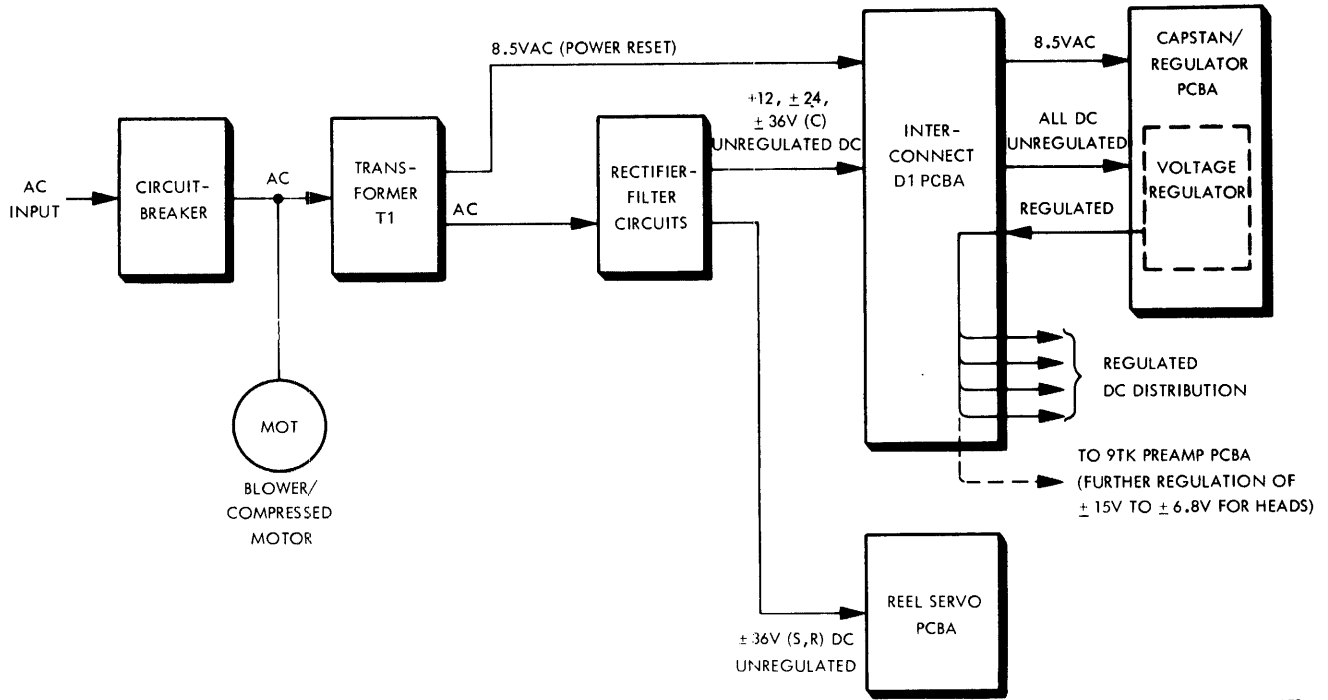 8.5VAC (POWER RESET)
8.5VAC
CAPSTAN/
REGULATOR
PCBA
+12, ± 24,
± 36V (C)
UNREGULATED DC
INTER-
CONNECT
D1 PCBA
ALL DC
UNREGULATED
VOLTAGE
REGULATOR
REGULATED
AC
INPUT
CIRCUIT-
BREAKER
AC
TRANS-
FORMER
T1
AC
RECTIFIER-
FILTER
CIRCUITS
REGULATED
DC DISTRIBUTION
MOT
BLOWER/
COMPRESSED
MOTOR
TO 9TK PREAMP PCBA
(FURTHER REGULATION OF
± 15V TO ± 6.8V FOR HEADS)
REEL SERVO
PCBA
± 36V (S,R) DC
UNREGULATED